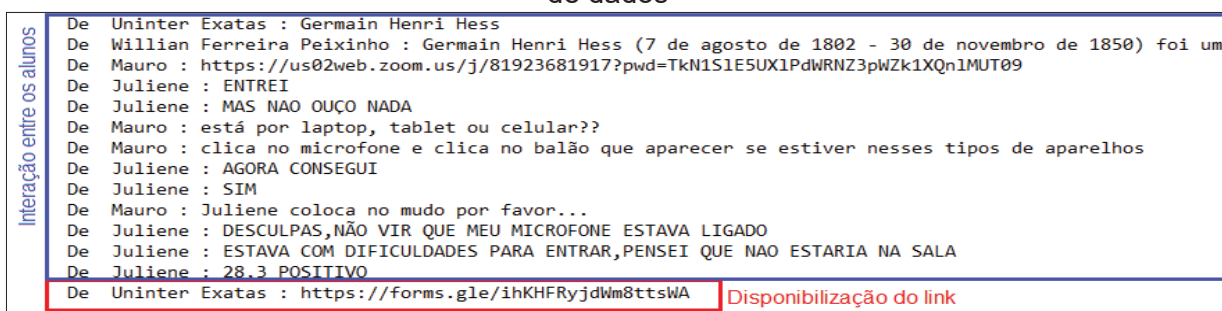 de dados
Interação entre os alunos
De Uninter Exatas : Germain Henri Hess
De Willian Ferreira Peixinho : Germain Henri Hess (7 de agosto de 1802 - 30 de novembro de 1850) foi um
De Mauro : https://us02web.zoom.us/j/81923681917?pwd=TkN1SlE5UXlPdWRNZ3pWZk1XQnlMUT09
De Juliene : ENTREI
De Juliene : MAS NAO OUÇO NADA
De Mauro : está por laptop, tablet ou celular??
De Mauro : clica no microfone e clica no balão que aparecer se estiver nesses tipos de aparelhos
De Juliene : AGORA CONSEGUI
De Juliene : SIM
De Mauro : Juliene coloca no mudo por favor...
De Juliene : DESCULPAS,NÃO VIR QUE MEU MICROFONE ESTAVA LIGADO
De Juliene : ESTAVA COM DIFICULDADES PARA ENTRAR,PENSEI QUE NAO ESTARIA NA SALA
De Juliene : 28.3 POSITIVO
De Uninter Exatas : https://forms.gle/ihKHFRyjdWm8ttsWA
Disponibilização do link